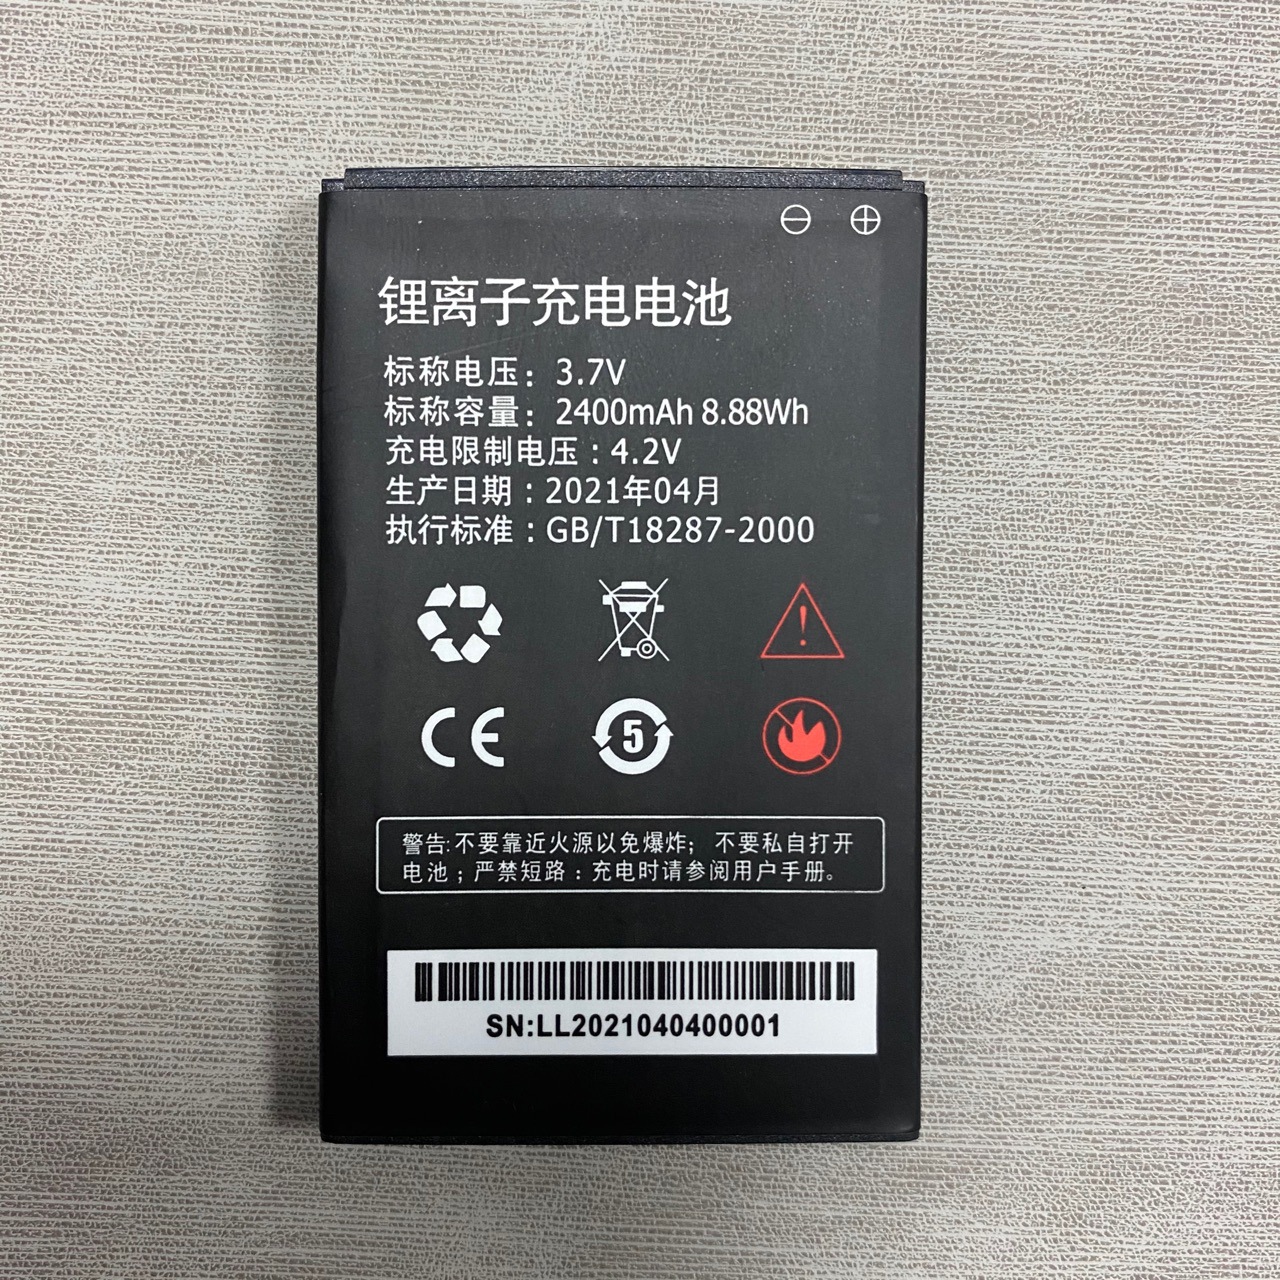 锂离子充电电池
标称电压：3.7V
标称容量：2400mAh 8.88Wh
充电限制电压：4.2V
生产日期：2021年04月
执行标准：GB/T18287-2000
CE
5
警告:不要靠近火源以免爆炸；不要私自打开
电池；严禁短路：充电时请参阅用户手册。
SN:LL2021040400001